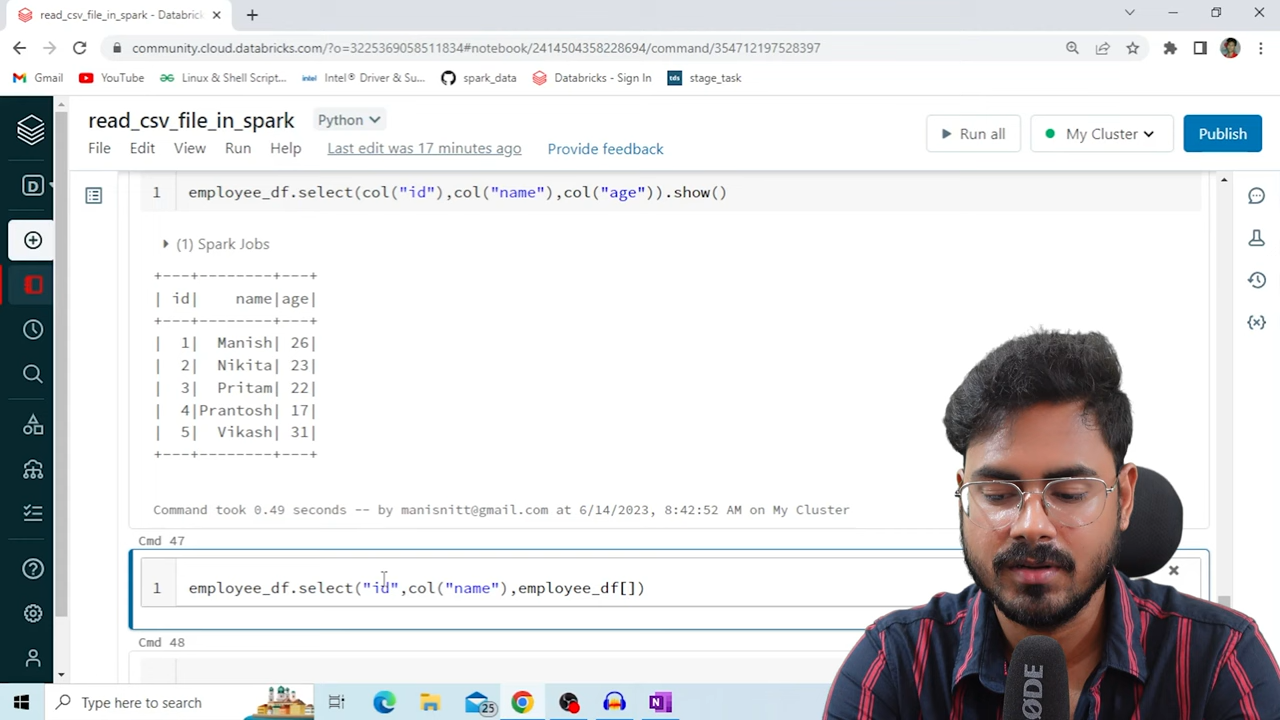 read_csv_file_in_spark - Databric
community.cloud.databricks.com/?o=3225369058511834#notebook/2414504358228694/command/354712197528397
Gmail YouTube Linux & Shell Script... Intel® Driver & Su... spark_data Databricks - Sign In stage_task
read_csv_file_in_spark Python Run all My Cluster Publish
File Edit View Run Help Last edit was 17 minutes ago Provide feedback
1 employee_df.select(col("id"),col("name"),col("age")).show()
(1) Spark Jobs
+---+--------+---+
| id|    name|age|
+---+--------+---+
|  1|  Manish| 26|
|  2|  Nikita| 23|
|  3|  Pritam| 22|
|  4|Prantosh| 17|
|  5|  Vikash| 31|
+---+--------+---+
Command took 0.49 seconds -- by manisnitt@gmail.com at 6/14/2023, 8:42:52 AM on My Cluster
Cmd 47
1 employee_df.select("id",col("name"),employee_df[])
Cmd 48
Type here to search 25